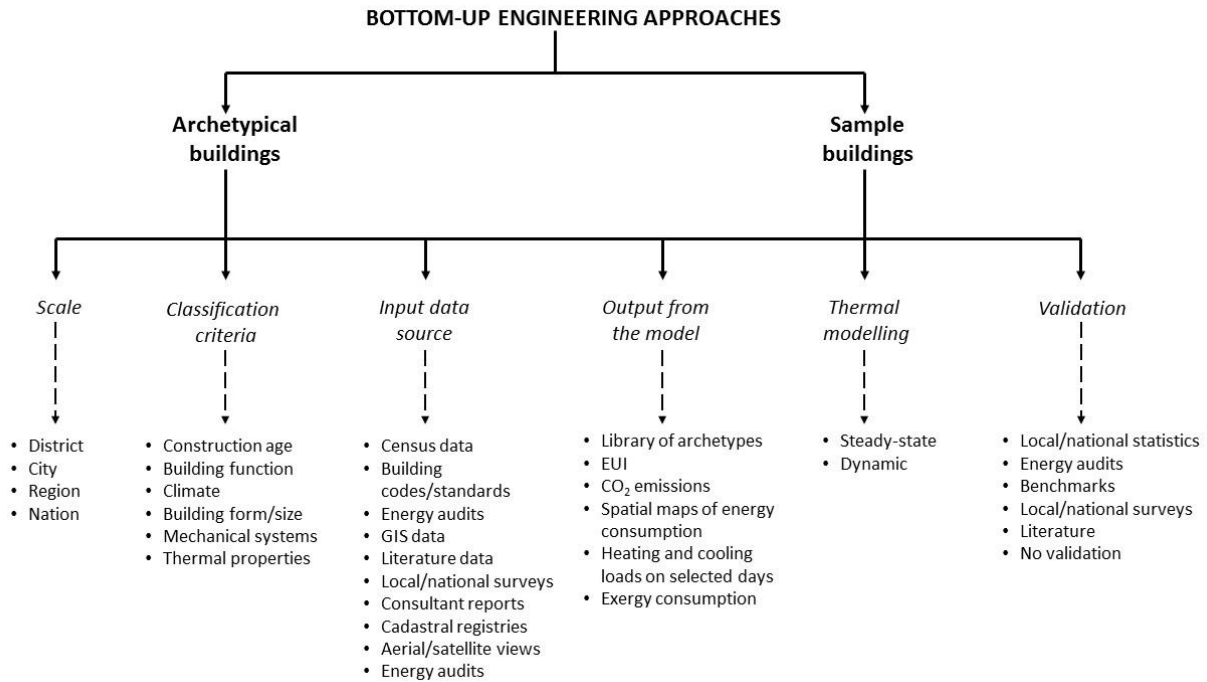 BOTTOM-UP ENGINEERING APPROACHES
Archetypical
buildings
Sample
buildings
Scale
Classification
criteria
Input data
source
Output from
the model
Thermal
modelling
Validation
• District
• City
• Region
• Nation
• Construction age
• Building function
• Climate
• Building form/size
• Mechanical systems
• Thermal properties
• Census data
• Building
codes/standards
• Energy audits
• GIS data
• Literature data
• Local/national surveys
• Consultant reports
• Cadastral registries
• Aerial/satellite views
• Energy audits
• Library of archetypes
• EUI
• CO₂ emissions
• Spatial maps of energy
consumption
• Heating and cooling
loads on selected days
• Exergy consumption
• Steady-state
• Dynamic
• Local/national statistics
• Energy audits
• Benchmarks
• Local/national surveys
• Literature
• No validation